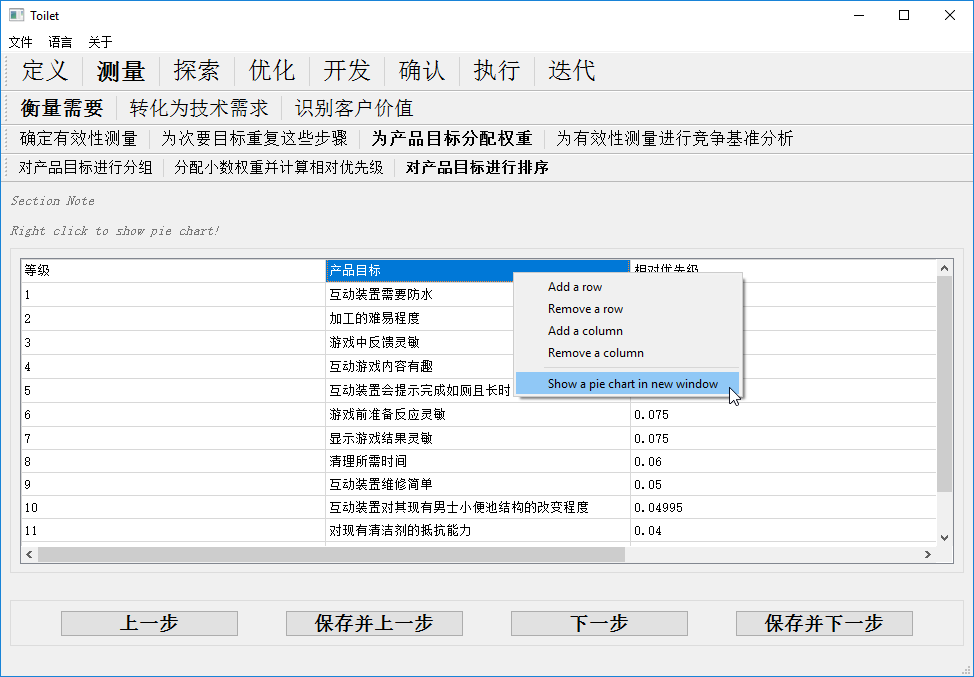 Toilet
文件 语言 关于
定义 测量 探索 优化 开发 确认 执行 迭代
衡量需要 转化为技术需求 识别客户价值
确定有效性测量 为次要目标重复这些步骤 为产品目标分配权重 为有效性测量进行竞争基准分析
对产品目标进行分组 分配小数权重并计算相对优先级 对产品目标进行排序
Section Note
Right click to show pie chart!
等级 产品目标 相对优先级
1 互动装置需要防水
2 加工的难易程度
3 游戏中反馈灵敏
4 互动游戏内容有趣
5 互动装置会提示完成如厕且长时
6 游戏前准备反应灵敏 0.075
7 显示游戏结果灵敏 0.075
8 清理所需时间 0.06
9 互动装置维修简单 0.05
10 互动装置对其现有男士小便池结构的改变程度 0.04995
11 对现有清洁剂的抵抗能力 0.04
Add a row
Remove a row
Add a column
Remove a column
Show a pie chart in new window
上一步 保存并上一步 下一步 保存并下一步